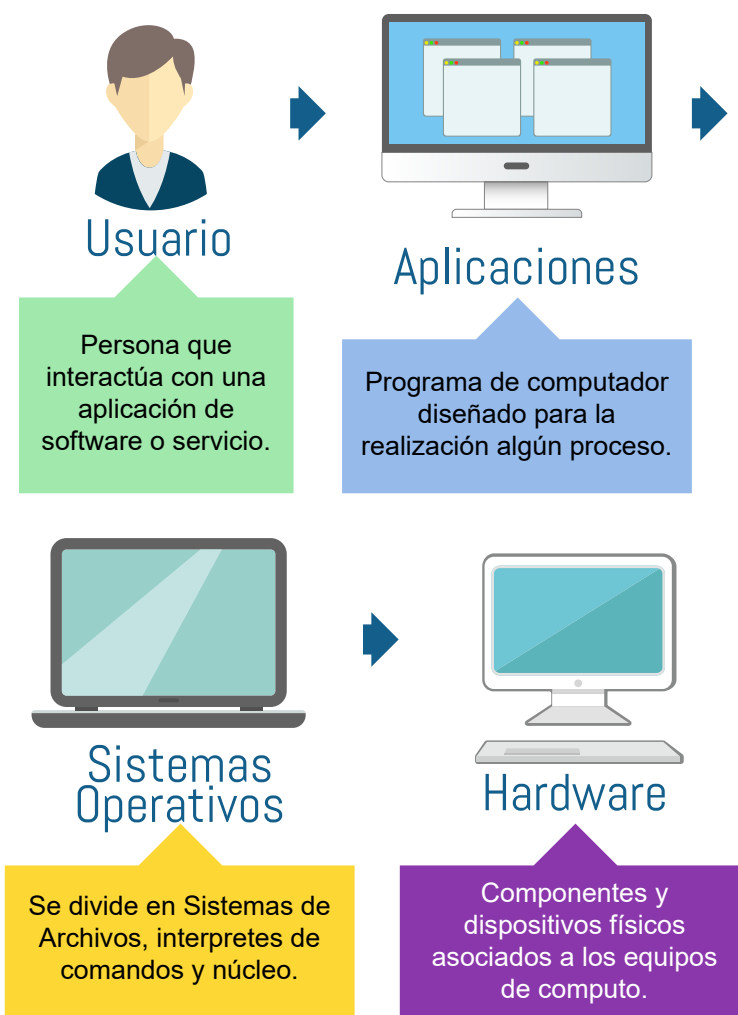 Usuario
Persona que
interactúa con una
aplicación de
software o servicio.
Aplicaciones
Programa de computador
diseñado para la
realización algún proceso.
Sistemas
Operativos
Se divide en Sistemas de
Archivos, interpretes de
comandos y núcleo.
Hardware
Componentes y
dispositivos físicos
asociados a los equipos
de computo.